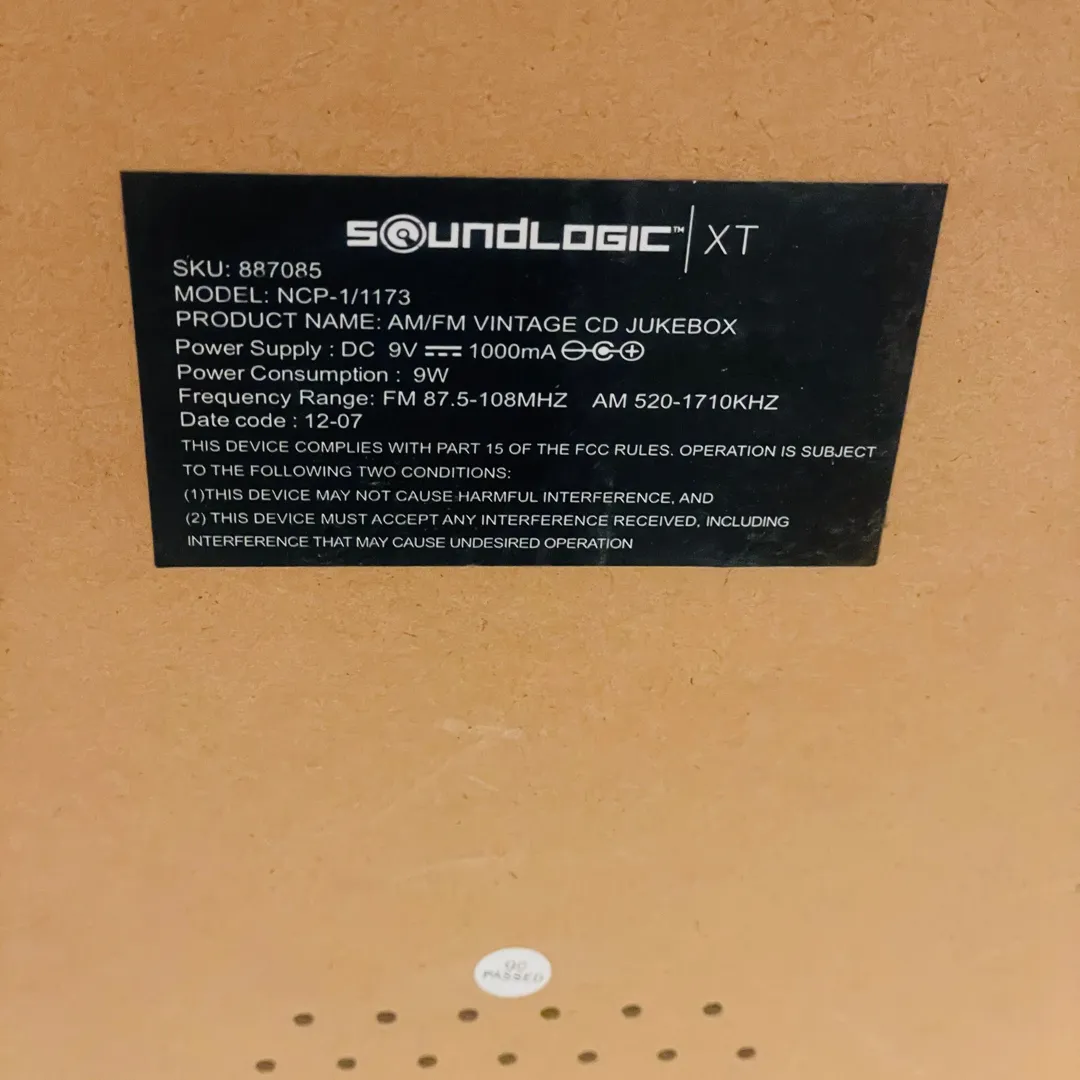 SOUNDLOGIC™ XT
SKU: 887085
MODEL: NCP-1/1173
PRODUCT NAME: AM/FM VINTAGE CD JUKEBOX
Power Supply : DC 9V 1000mA
Power Consumption : 9W
Frequency Range: FM 87.5-108MHZ AM 520-1710KHZ
Date code : 12-07
THIS DEVICE COMPLIES WITH PART 15 OF THE FCC RULES. OPERATION IS SUBJECT
TO THE FOLLOWING TWO CONDITIONS:
(1)THIS DEVICE MAY NOT CAUSE HARMFUL INTERFERENCE, AND
(2) THIS DEVICE MUST ACCEPT ANY INTERFERENCE RECEIVED, INCLUDING
INTERFERENCE THAT MAY CAUSE UNDESIRED OPERATION
PASSED